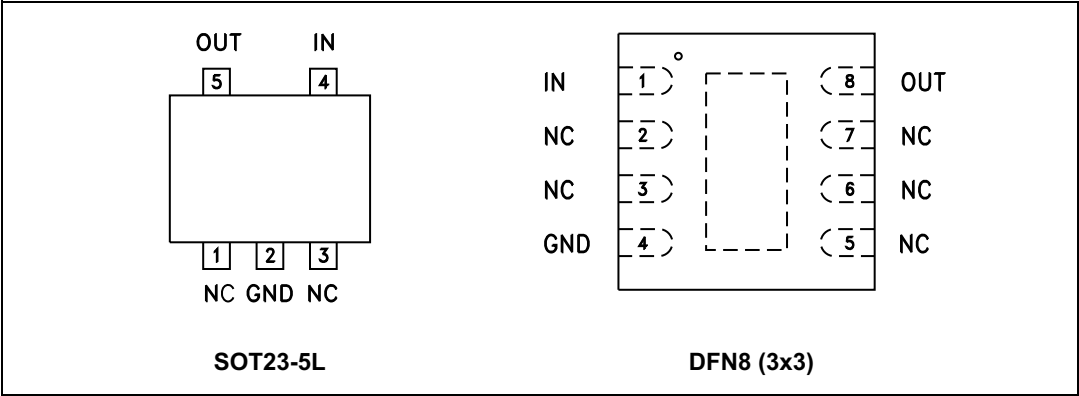 OUT IN
5 4
1 2 3
NC GND NC
SOT23-5L
IN 1 8 OUT
NC 2 7 NC
NC 3 6 NC
GND 4 5 NC
DFN8 (3x3)